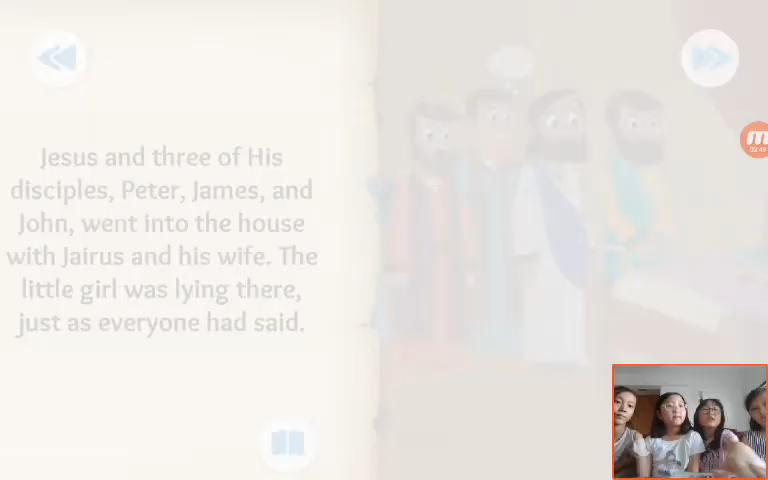 Jesus and three of His
disciples, Peter, James, and
John, went into the house
with Jairus and his wife. The
little girl was lying there,
just as everyone had said.